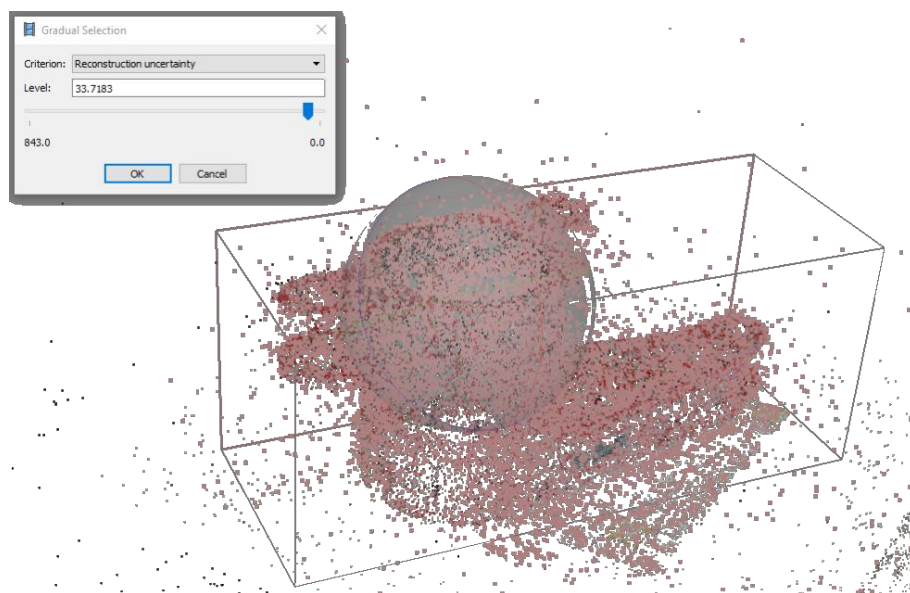 Gradual Selection
Criterion: Reconstruction uncertainty
Level: 33.7183
843.0 0.0
OK Cancel